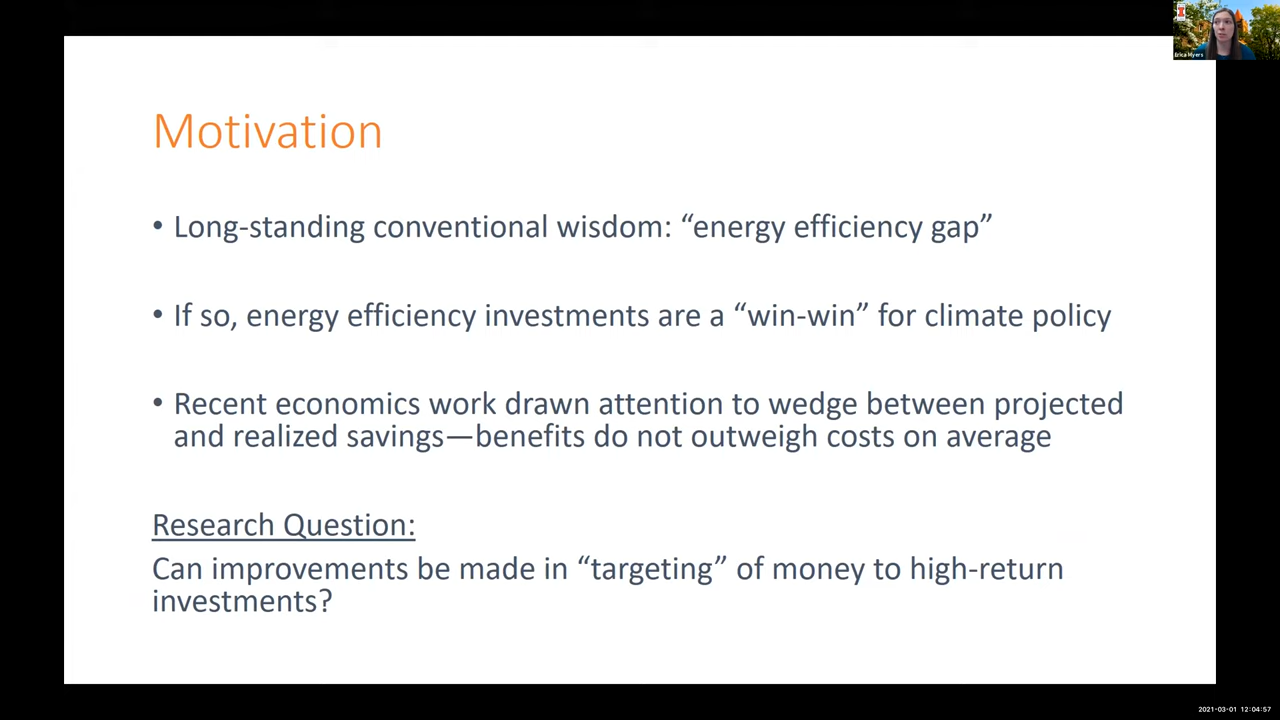 Erica Myers
Motivation
• Long-standing conventional wisdom: “energy efficiency gap”
• If so, energy efficiency investments are a “win-win” for climate policy
• Recent economics work drawn attention to wedge between projected
and realized savings—benefits do not outweigh costs on average
Research Question:
Can improvements be made in “targeting” of money to high-return
investments?
2021-03-01 12:04:57